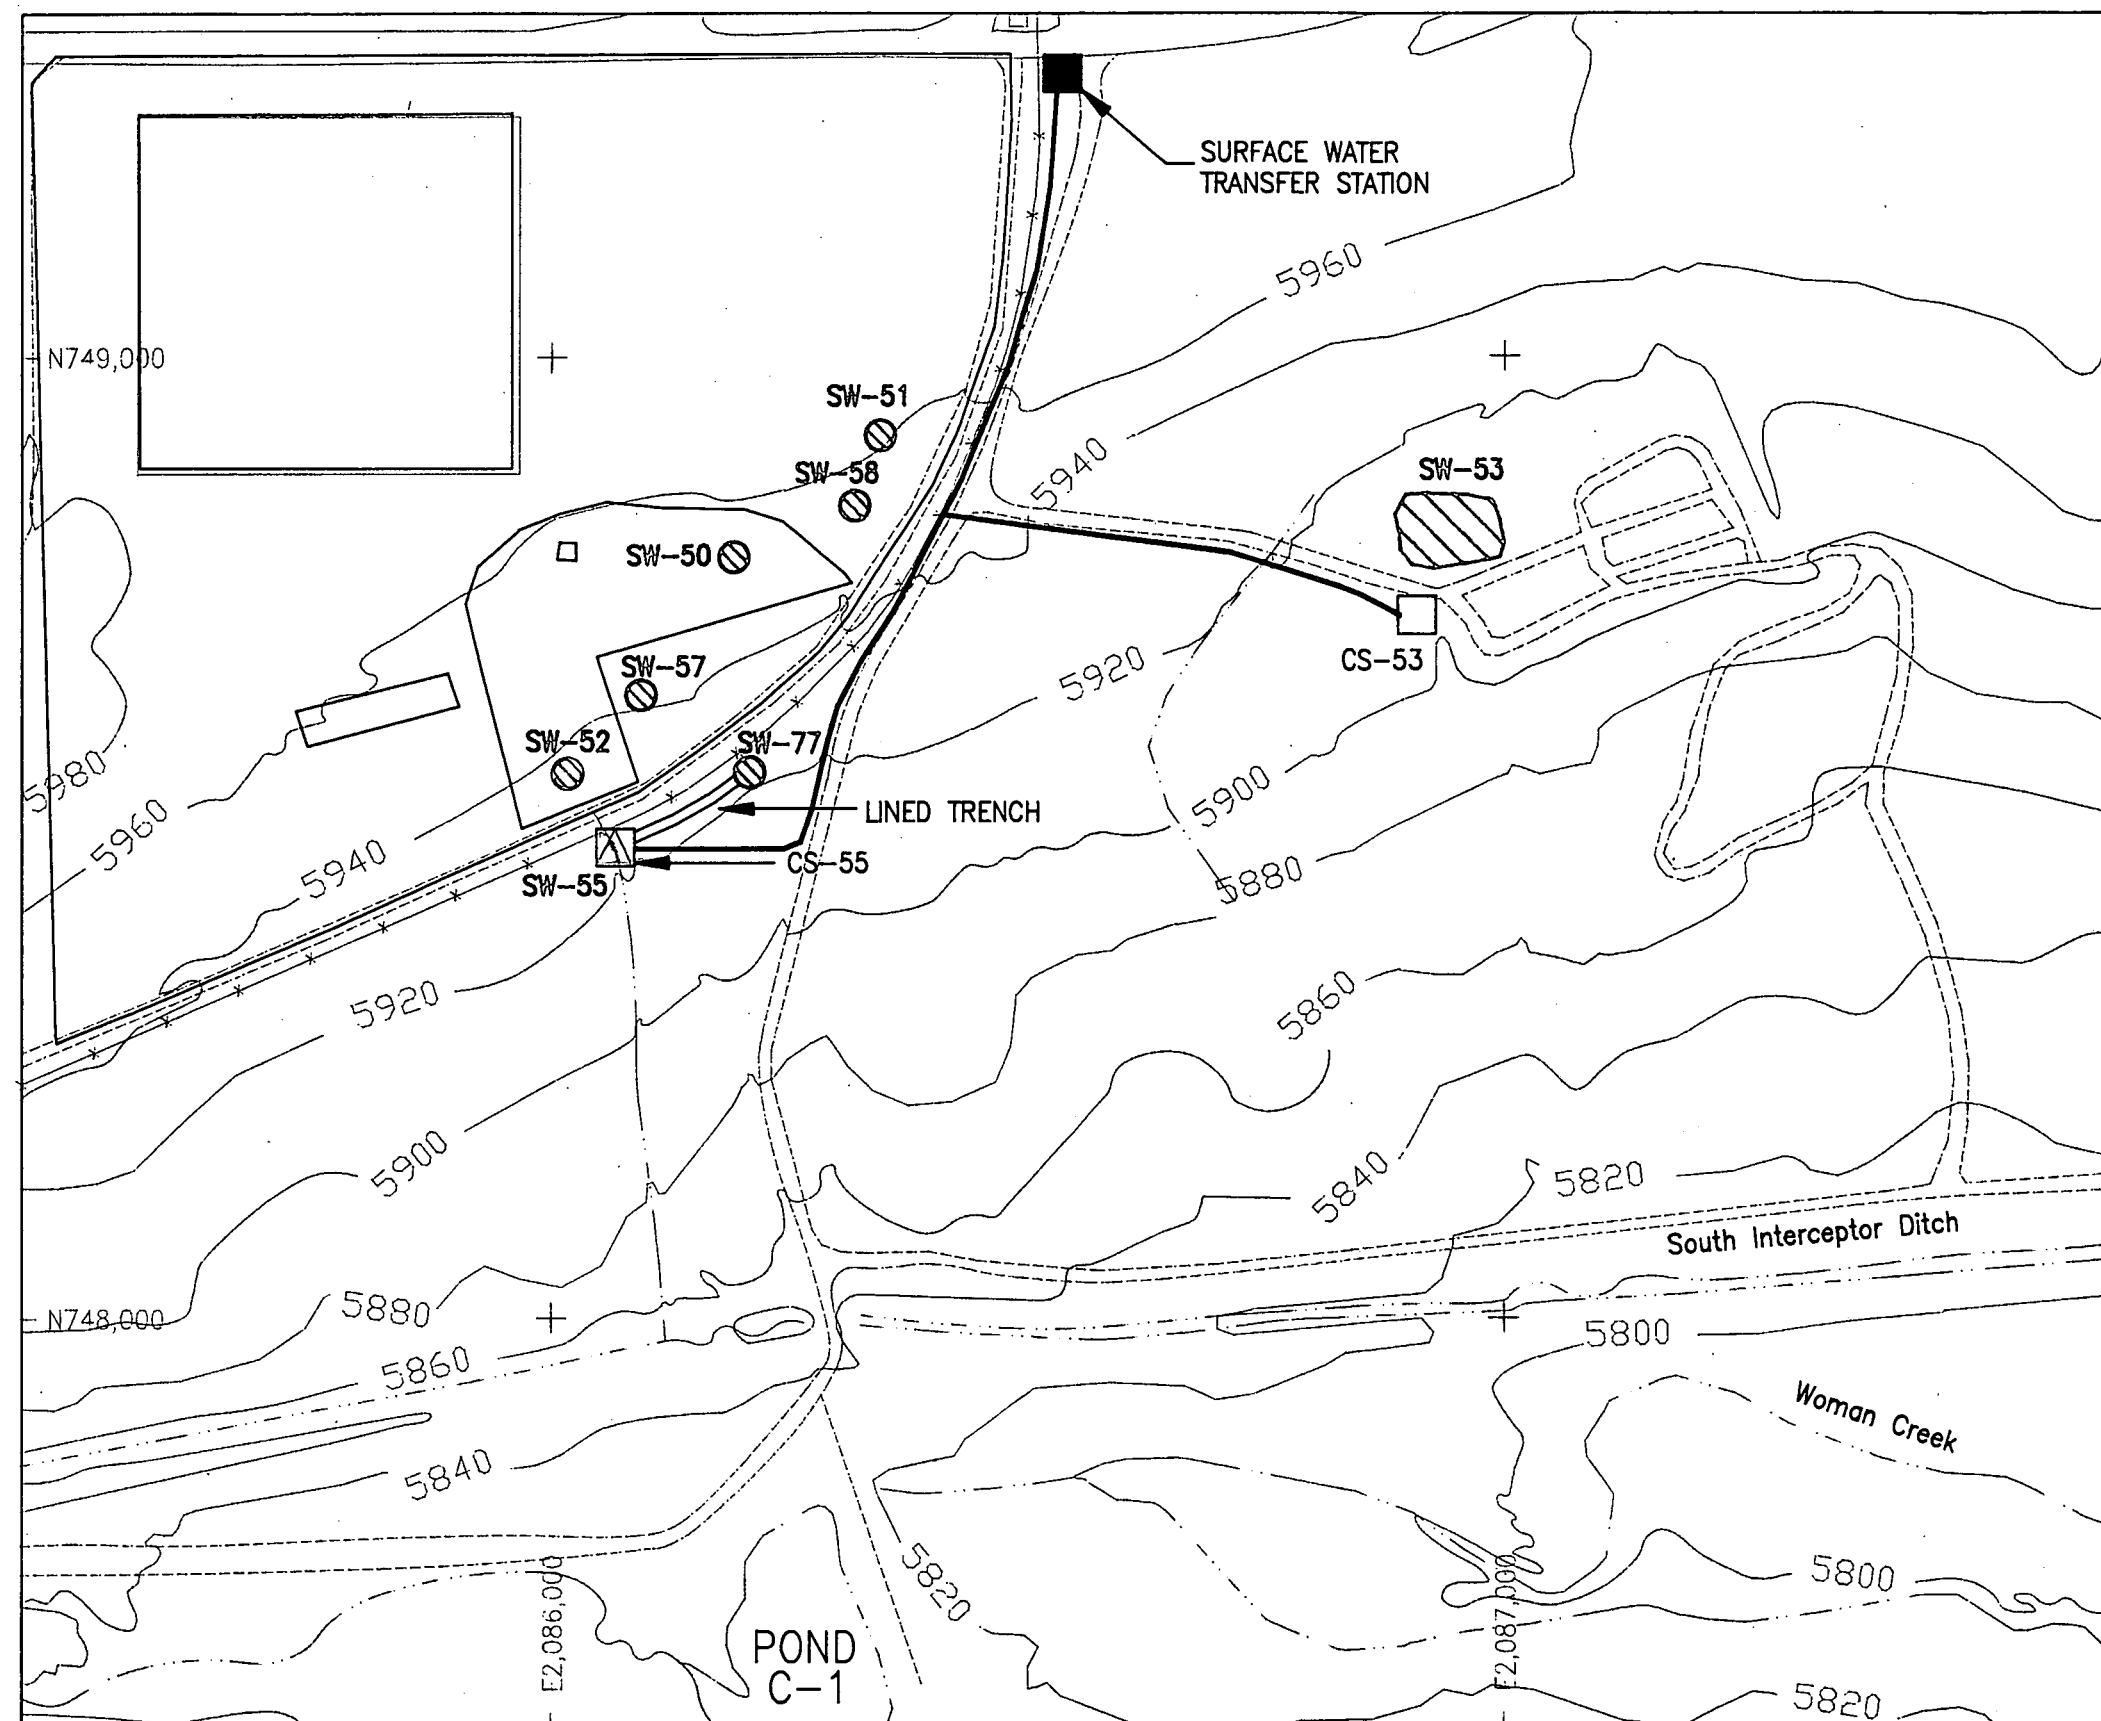 SURFACE WATER
TRANSFER STATION
5960
N749,000
SW-51
5940
SW-53
SW-58
SW-50
CS-53
SW-57
5920
SW-52
SW-77
5980
5900
5960
LINED TRENCH
5940
CS-55
SW-55
5880
5920
5860
5900
5840
5820
South Interceptor Ditch
5880
N748,000
5800
5860
Woman Creek
5840
5820
5800
E2,086,000
E2,087,000
POND
C-1
5820